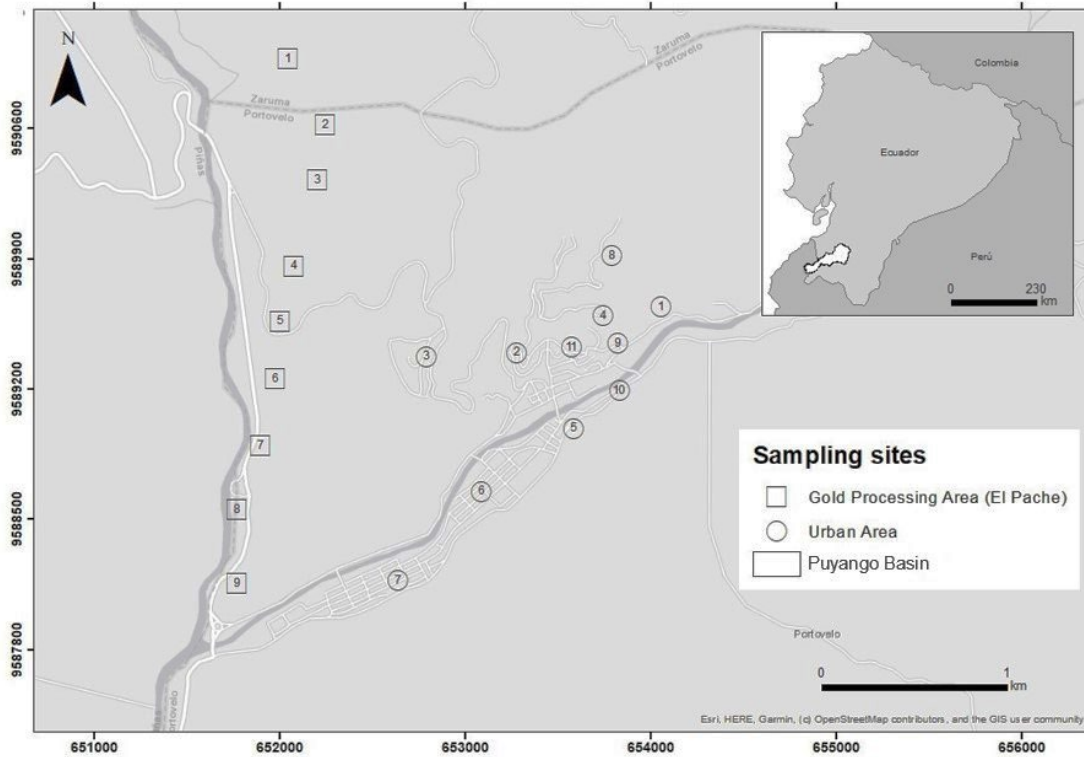 N
Zaruma
Portovelo
Zaruma
Portovelo
Piñas
1
2
3
4
5
6
7
8
9
8
4
1
3
2
11
9
10
5
6
7
Colombia
Ecuador
Perú
0 230
km
Sampling sites
Gold Processing Area (El Pache)
Urban Area
Puyango Basin
Portovelo
Piñas
Portovelo
0 1
km
Esri, HERE, Garmin, (c) OpenStreetMap contributors, and the GIS user community
9590600
9589900
9589200
9588500
9587800
651000 652000 653000 654000 655000 656000